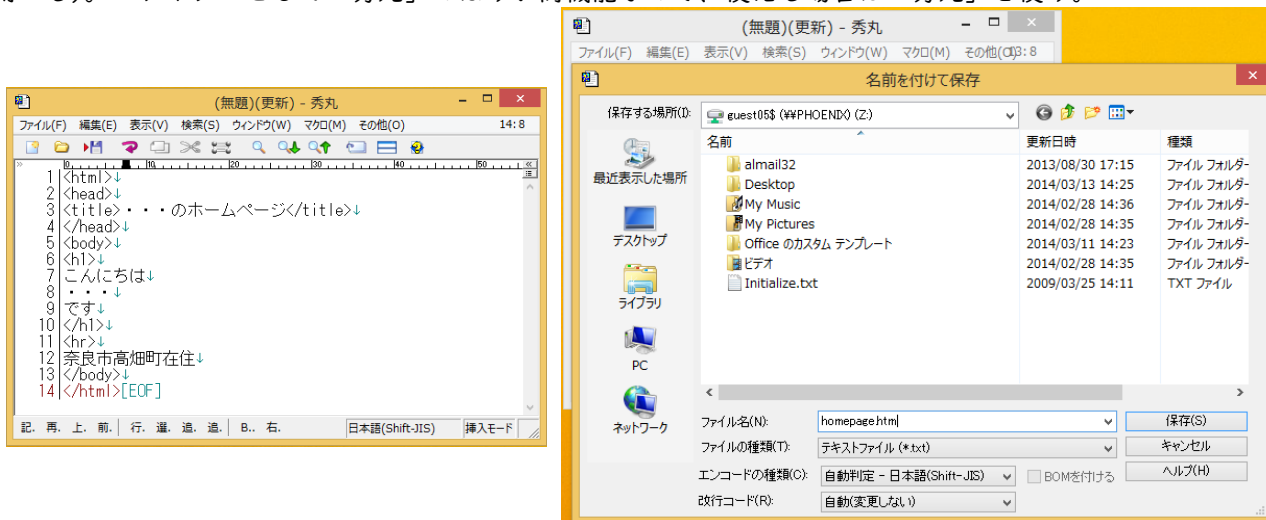 (無題)(更新) - 秀丸
ファイル(F) 編集(E) 表示(V) 検索(S) ウィンドウ(W) マクロ(M) その他(O) 14:8
0 10 20 30 40 50
1 <html>↓
2 <head>↓
3 <title>・・・のホームページ</title>↓
4 </head>↓
5 <body>↓
6 <h1>↓
7 こんにちは↓
8 ・・・↓
9 です↓
10 </h1>↓
11 <hr>↓
12 奈良市高畑町在住↓
13 </body>↓
14 </html>[EOF]
記. 再. 上. 前. 行. 選. 追. 追. B.. 右. 日本語(Shift-JIS) 挿入モード
(無題)(更新) - 秀丸
ファイル(F) 編集(E) 表示(V) 検索(S) ウィンドウ(W) マクロ(M) その他(O) 13:8
名前を付けて保存
保存する場所(I): guest05$ (¥¥PHOENIX) (Z:)
名前 更新日時 種類
almail32 2013/08/30 17:15 ファイル フォルダー
Desktop 2014/03/13 14:25 ファイル フォルダー
My Music 2014/02/28 14:36 ファイル フォルダー
My Pictures 2014/02/28 14:35 ファイル フォルダー
Office のカスタム テンプレート 2014/03/11 14:23 ファイル フォルダー
ビデオ 2014/02/28 14:35 ファイル フォルダー
Initialize.txt 2009/03/25 14:11 TXT ファイル
最近表示した場所
デスクトップ
ライブラリ
PC
ネットワーク
ファイル名(N): homepage.htm 保存(S)
ファイルの種類(T): テキストファイル (*.txt) キャンセル
エンコードの種類(C): 自動判定 - 日本語(Shift-JIS) BOMを付ける ヘルプ(H)
改行コード(R): 自動(変更しない)